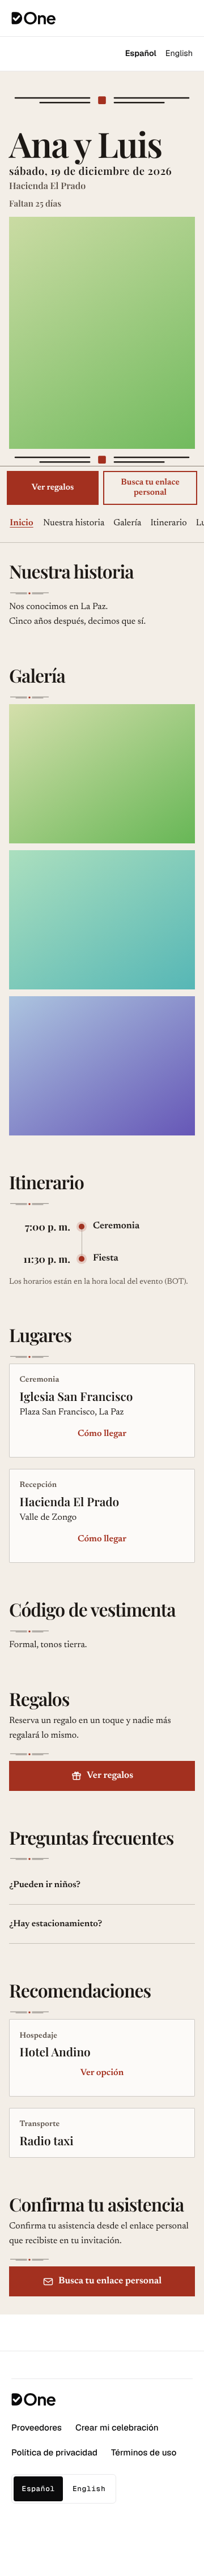 One
Español English
Ana y Luis
sábado, 19 de diciembre de 2026
Hacienda El Prado
Faltan 25 días
Ver regalos
Busca tu enlace
personal
Inicio Nuestra historia Galería Itinerario Lu
Nuestra historia
Nos conocimos en La Paz.
Cinco años después, decimos que sí.
Galería
Itinerario
7:00 p. m. Ceremonia
11:30 p. m. Fiesta
Los horarios están en la hora local del evento (BOT).
Lugares
Ceremonia
Iglesia San Francisco
Plaza San Francisco, La Paz
Cómo llegar
Recepción
Hacienda El Prado
Valle de Zongo
Cómo llegar
Código de vestimenta
Formal, tonos tierra.
Regalos
Reserva un regalo en un toque y nadie más
regalará lo mismo.
Ver regalos
Preguntas frecuentes
¿Pueden ir niños?
¿Hay estacionamiento?
Recomendaciones
Hospedaje
Hotel Andino
Ver opción
Transporte
Radio taxi
Confirma tu asistencia
Confirma tu asistencia desde el enlace personal
que recibiste en tu invitación.
Busca tu enlace personal
One
Proveedores Crear mi celebración
Política de privacidad Términos de uso
Español English